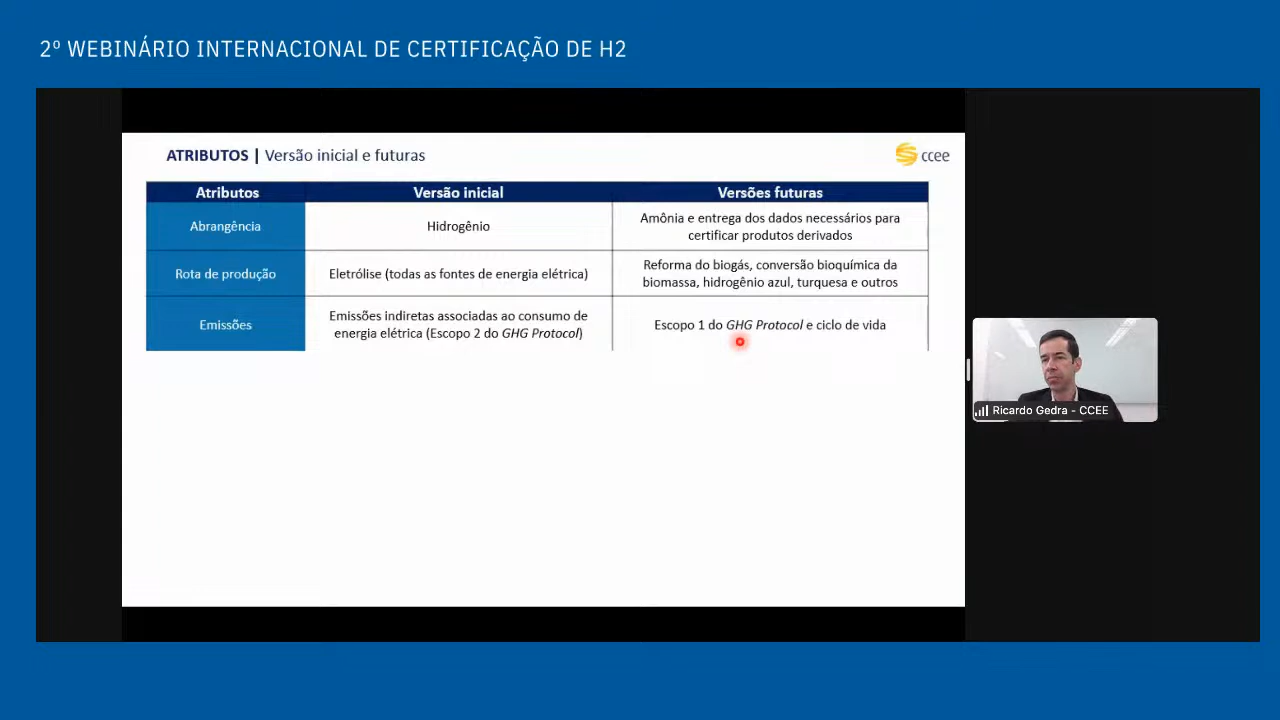 2º WEBINÁRIO INTERNACIONAL DE CERTIFICAÇÃO DE H2
ATRIBUTOS | Versão inicial e futuras
ccee
Atributos
Versão inicial
Versões futuras
Abrangência
Hidrogênio
Amônia e entrega dos dados necessários para
certificar produtos derivados
Rota de produção
Eletrólise (todas as fontes de energia elétrica)
Reforma do biogás, conversão bioquímica da
biomassa, hidrogênio azul, turquesa e outros
Emissões
Emissões indiretas associadas ao consumo de
energia elétrica (Escopo 2 do GHG Protocol)
Escopo 1 do GHG Protocol e ciclo de vida
Ricardo Gedra - CCEE